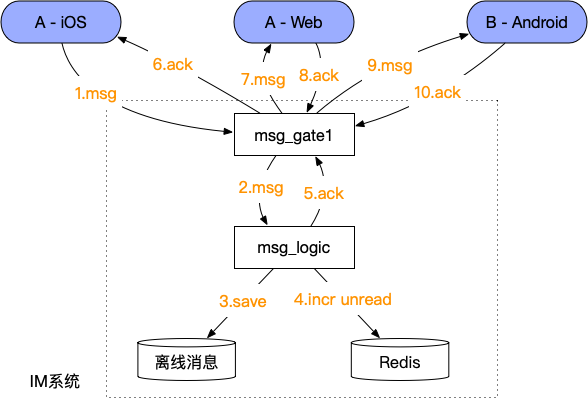 A - iOS
A - Web
B - Android
6.ack
7.msg
8.ack
9.msg
1.msg
10.ack
msg_gate1
2.msg
5.ack
msg_logic
3.save
4.incr unread
离线消息
Redis
IM系统